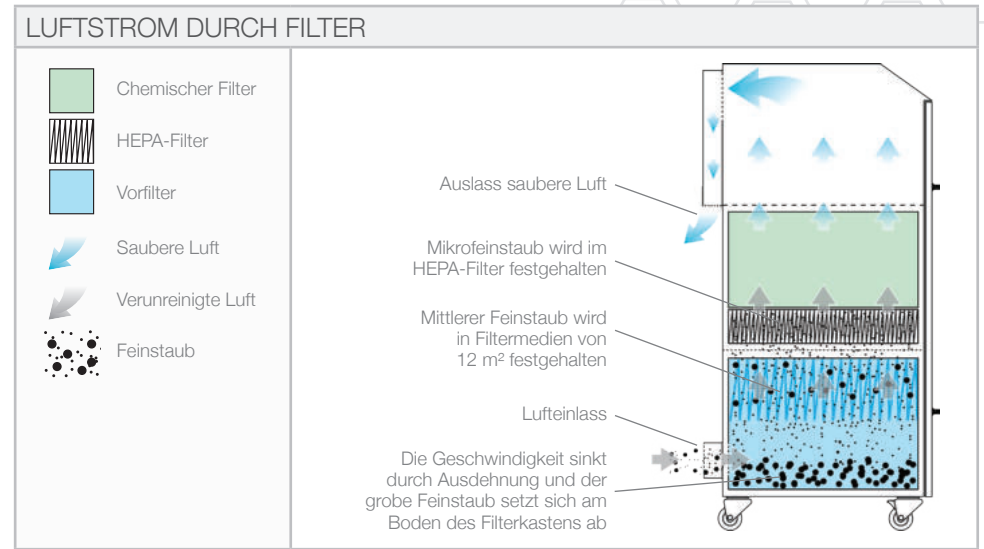 LUFTSTROM DURCH FILTER
Chemischer Filter
HEPA-Filter
Vorfilter
Saubere Luft
Verunreinigte Luft
Feinstaub
Auslass saubere Luft
Mikrofeinstaub wird im
HEPA-Filter festgehalten
Mittlerer Feinstaub wird
in Filtermedien von
12 m² festgehalten
Lufteinlass
Die Geschwindigkeit sinkt
durch Ausdehnung und der
grobe Feinstaub setzt sich am
Boden des Filterkastens ab